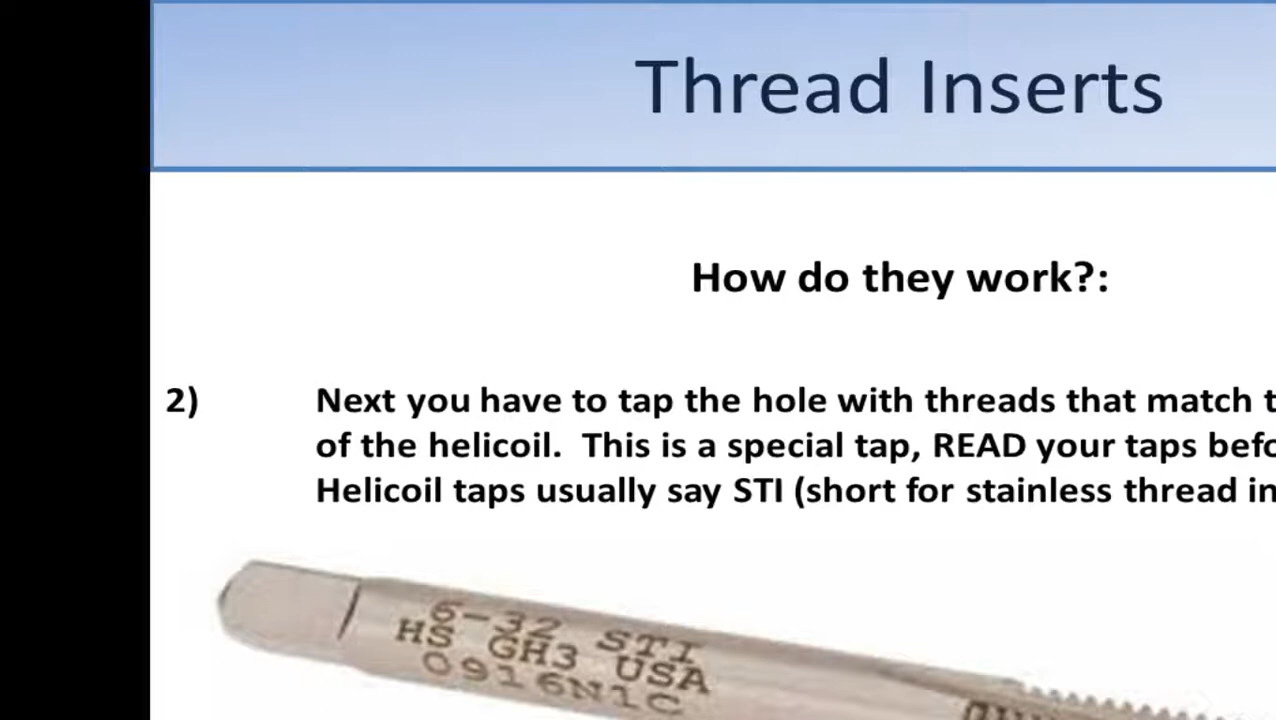 Thread Inserts
How do they work?:
2) Next you have to tap the hole with threads that match t
of the helicoil. This is a special tap, READ your taps befo
Helicoil taps usually say STI (short for stainless thread in
6-32 STI
HS GH3 USA
0916N1C